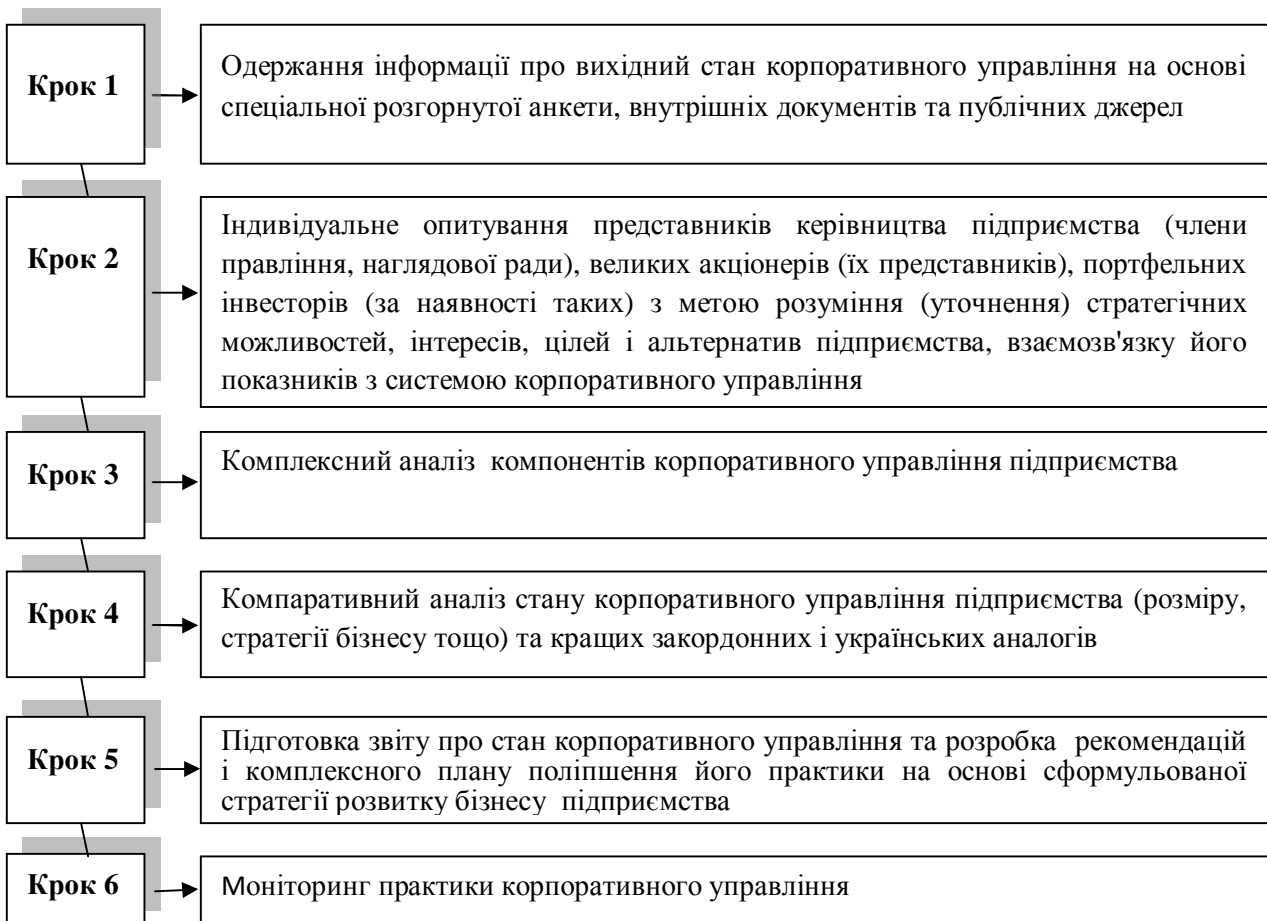 Крок 1
Одержання інформації про вихідний стан корпоративного управління на основі
спеціальної розгорнутої анкети, внутрішніх документів та публічних джерел
Крок 2
Індивідуальне опитування представників керівництва підприємства (члени
правління, наглядової ради), великих акціонерів (їх представників), портфельних
інвесторів (за наявності таких) з метою розуміння (уточнення) стратегічних
можливостей, інтересів, цілей і альтернатив підприємства, взаємозв'язку його
показників з системою корпоративного управління
Крок 3
Комплексний аналіз компонентів корпоративного управління підприємства
Крок 4
Компаративний аналіз стану корпоративного управління підприємства (розміру,
стратегії бізнесу тощо) та кращих закордонних і українських аналогів
Крок 5
Підготовка звіту про стан корпоративного управління та розробка рекомендацій
і комплексного плану поліпшення його практики на основі сформульованої
стратегії розвитку бізнесу підприємства
Крок 6
Моніторинг практики корпоративного управління